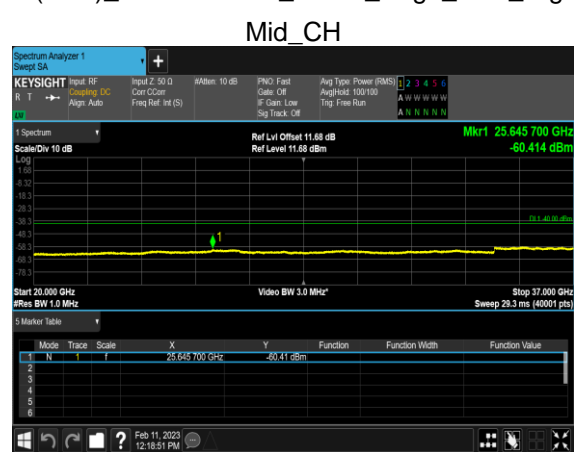 Mid_CH
Spectrum Analyzer 1
Swept SA
+
KEYSIGHT
R T
Input: RF
Coupling: DC
Align: Auto
Input Z: 50 Ω
Corr CCorr
Freq Ref: Int (S)
#Atten: 10 dB
PNO: Fast
Gate: Off
IF Gain: Low
Sig Track: Off
Avg Type: Power (RMS)
Avg|Hold: 100/100
Trig: Free Run
1 2 3 4 5 6
A W W W W W
A N N N N N
1 Spectrum
Scale/Div 10 dB
Log
Ref Lvl Offset 11.68 dB
Ref Level 11.68 dBm
Mkr1 25.645 700 GHz
-60.414 dBm
1.68
-8.32
-18.3
-28.3
-38.3
-48.3
-58.3
-68.3
-78.3
DL1 -40.00 dBm
1
Start 20.000 GHz
#Res BW 1.0 MHz
Video BW 3.0 MHz*
Stop 37.000 GHz
Sweep 29.3 ms (40001 pts)
5 Marker Table
Mode Trace Scale X Y Function Function Width Function Value
1 N 1 f 25.645 700 GHz -60.41 dBm
2
3
4
5
6
?
Feb 11, 2023
12:18:51 PM